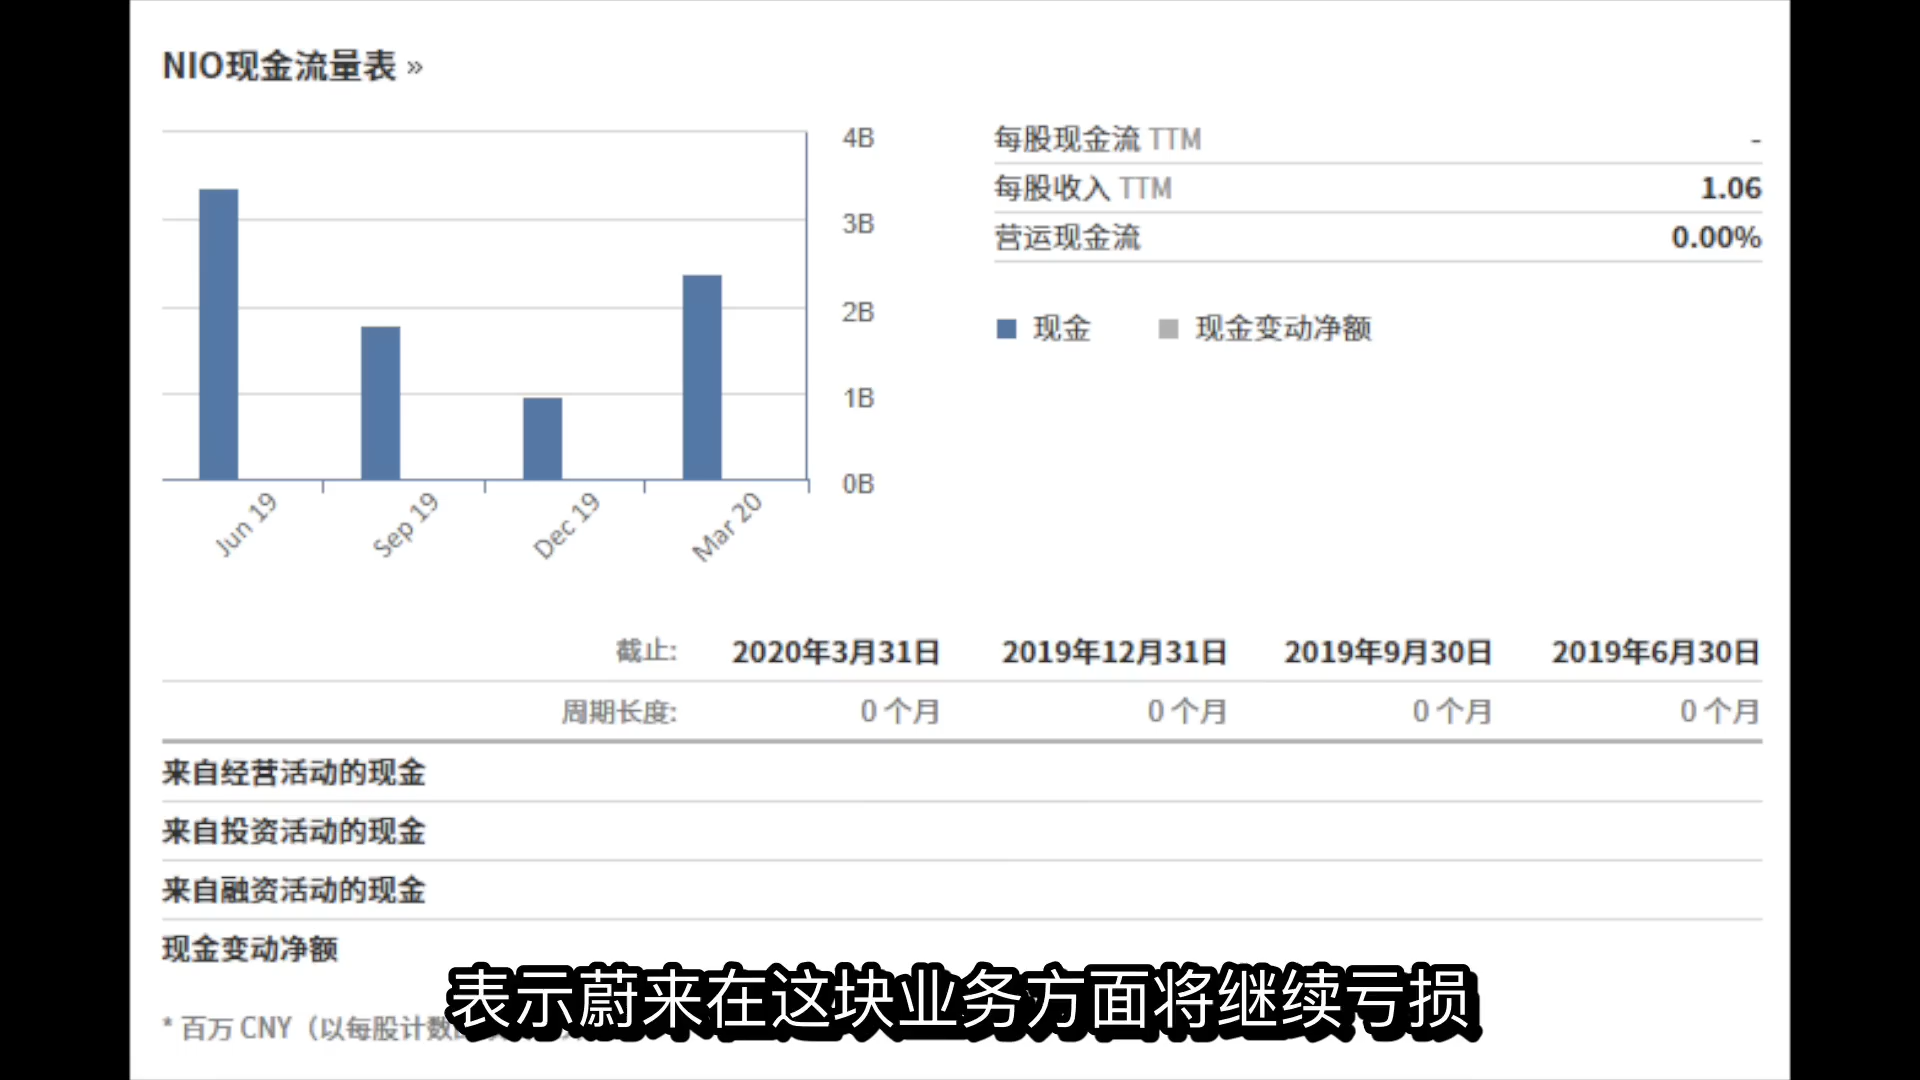 NIO现金流量表 »
4B
3B
2B
1B
0B
Jun 19
Sep 19
Dec 19
Mar 20
每股现金流 TTM -
每股收入 TTM 1.06
营运现金流 0.00%
现金 现金变动净额
截止: 2020年3月31日 2019年12月31日 2019年9月30日 2019年6月30日
周期长度: 0 个月 0 个月 0 个月 0 个月
来自经营活动的现金
来自投资活动的现金
来自融资活动的现金
现金变动净额
* 百万 CNY（以每股计数
表示蔚来在这块业务方面将继续亏损